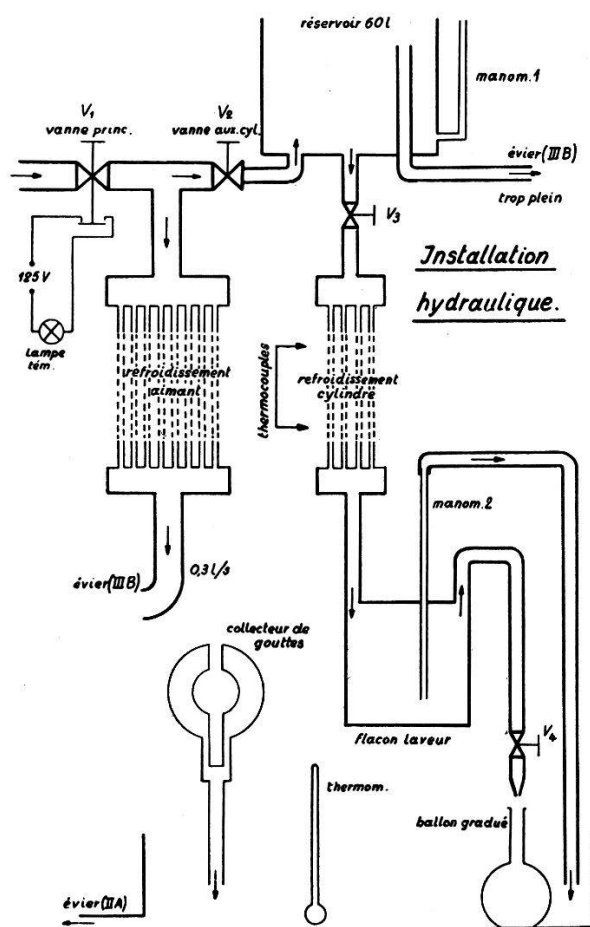 réservoir 60 l
manom. 1
V1
vanne princ.
V2
vanne aux. cyl.
évier (III B)
trop plein
V3
125 V
lampe
tém.
Installation
hydraulique.
refroidissement
aimant
thermocouples
refroidissement
cylindre
manom. 2
évier (III B)
0,3 l/s
collecteur de
gouttes
flacon laveur
V4
thermom.
ballon gradué
évier (II A)